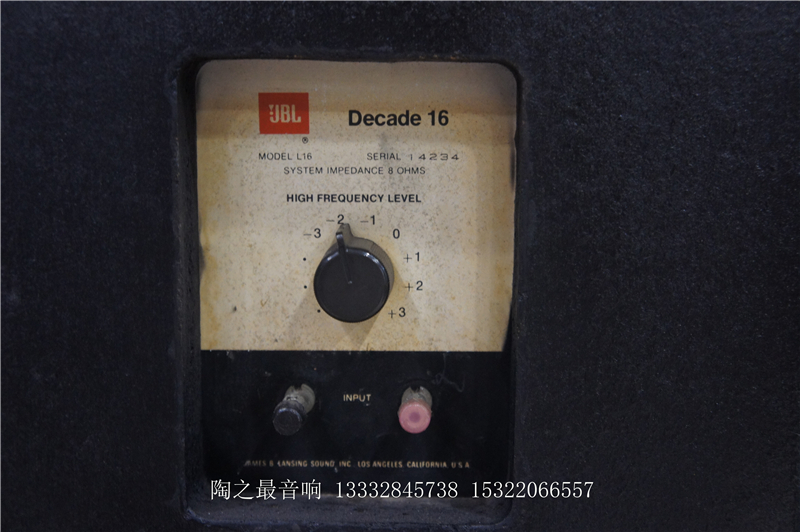 JBL
®
Decade 16
MODEL L16 SERIAL 14234
SYSTEM IMPEDANCE 8 OHMS
HIGH FREQUENCY LEVEL
-3 -2 -1 0 +1 +2 +3
INPUT
JAMES B. LANSING SOUND, INC., LOS ANGELES, CALIFORNIA, U.S.A.
陶之最音响 13332845738 15322066557